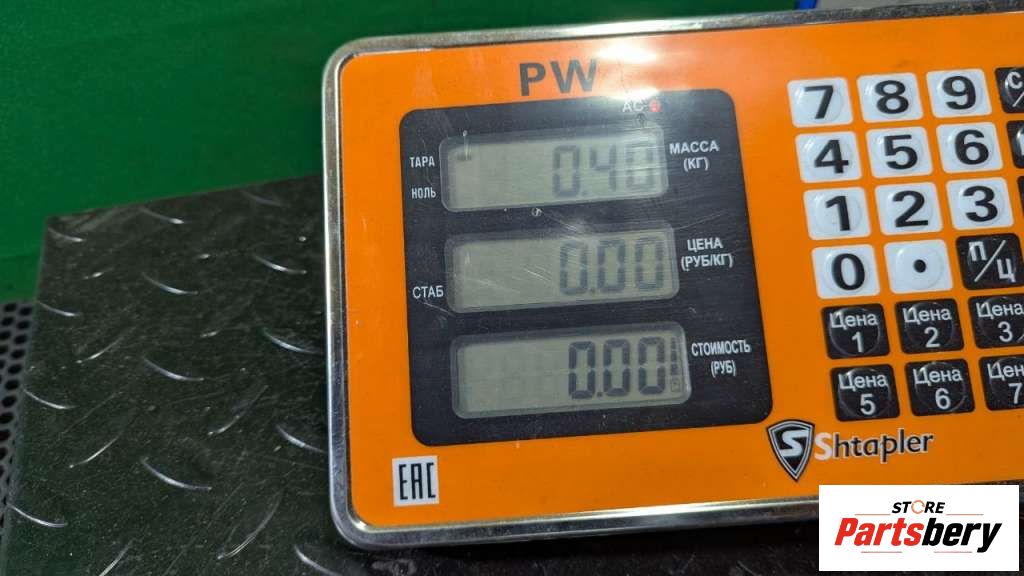 PW
AC
ТАРА
НОЛЬ
0.40
МАССА
(КГ)
СТАБ
0.00
ЦЕНА
(РУБ/КГ)
0.00
СТОИМОСТЬ
(РУБ)
7 8 9
4 5 6
1 2 3
0 . П/Ц
Цена 1
Цена 2
Цена 3
Цена 5
Цена 6
7
Shtapler
EAC
STORE
Partsbery